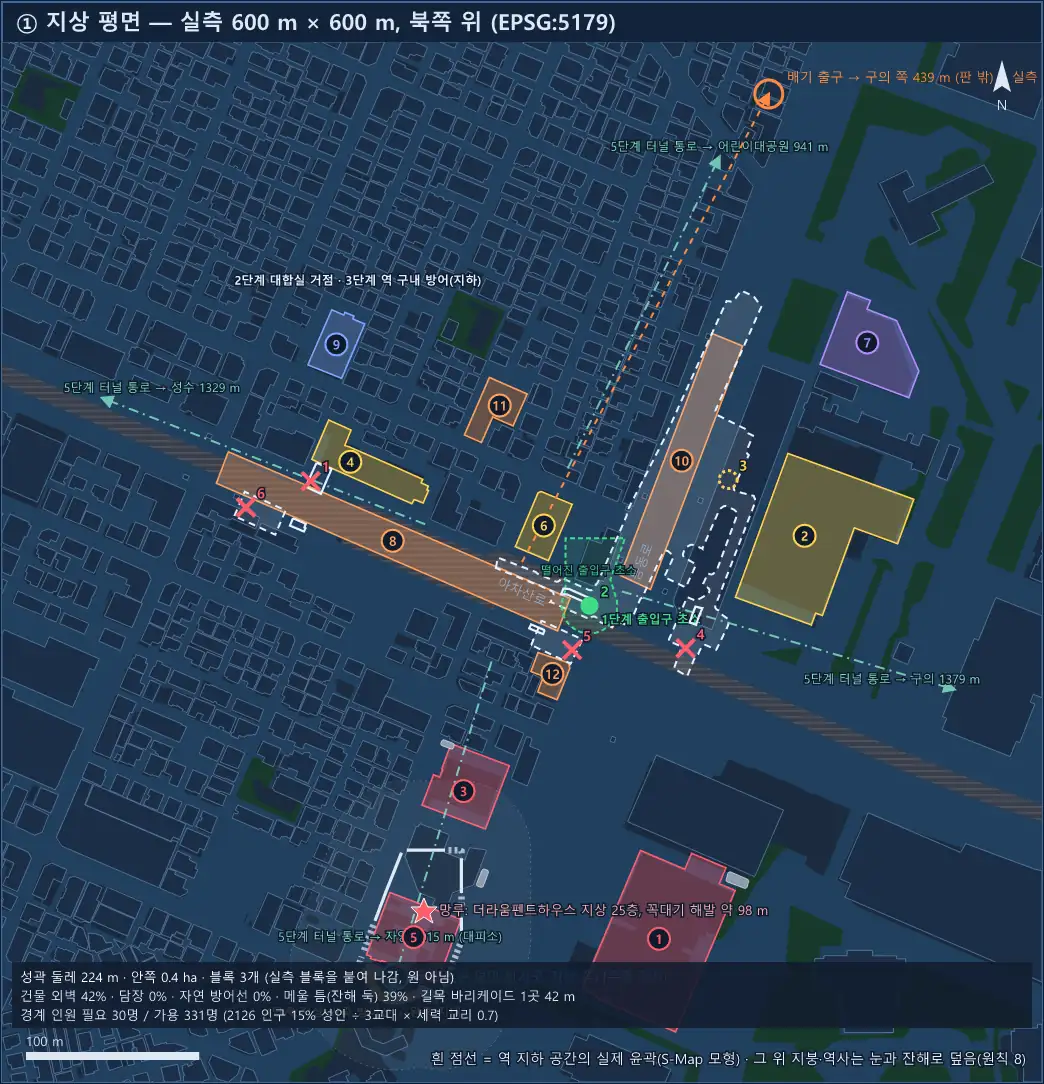 ① 지상 평면 — 실측 600 m × 600 m, 북쪽 위 (EPSG:5179)
배기 출구 → 구의 쪽 439 m (판 밖) 실측
N
5단계 터널 통로 → 어린이대공원 941 m
2단계 대합실 거점 · 3단계 역 구내 방어(지하)
9
7
5단계 터널 통로 → 성수 1329 m
11
4
1
10
3
6
6
2
8
떨어진 출입구 초소
아차산로
2
1단계 출입구 초소
5
4
12
5단계 터널 통로 → 구의 1379 m
3
망루: 더라움펜트하우스 지상 25층, 꼭대기 해발 약 98 m
5단계 터널 통로 → 자양 15 m (대피소)
5
1
성곽 둘레 224 m · 안쪽 0.4 ha · 블록 3개 (실측 블록을 붙여 나감, 원 아님)
건물 외벽 42% · 담장 0% · 자연 방어선 0% · 메울 틈(잔해 둑) 39% · 길목 바리케이드 1곳 42 m
경계 인원 필요 30명 / 가용 331명 (2126 인구 15% 성인 ÷ 3교대 × 세력 교리 0.7)
100 m
흰 점선 = 역 지하 공간의 실제 윤곽(S-Map 모형) · 그 위 지붕·역사는 눈과 잔해로 덮음(원칙 8)